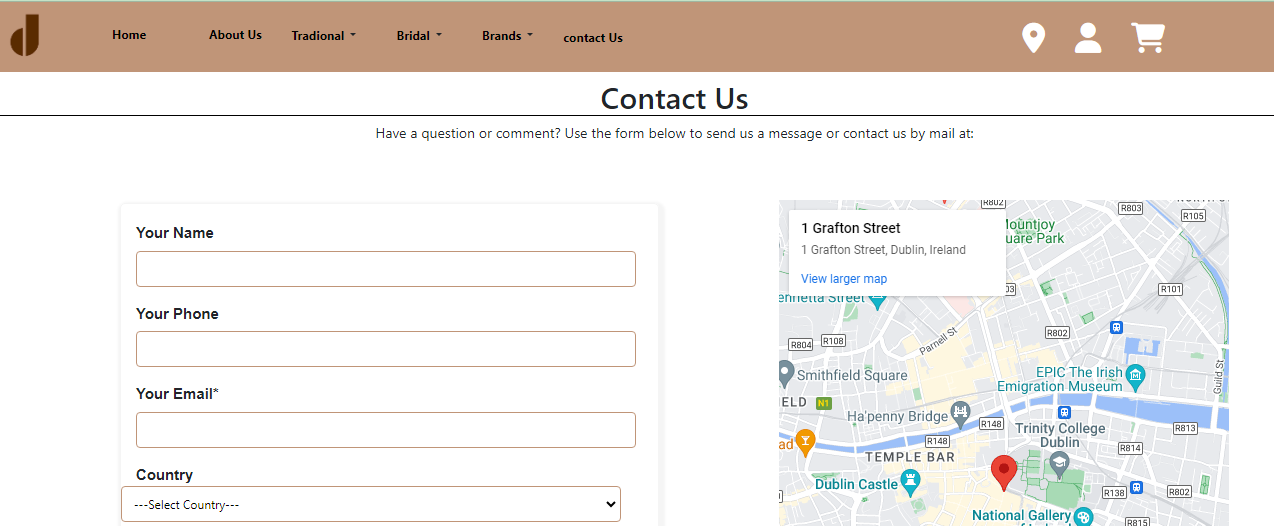 d
Home About Us Tradional Bridal Brands contact Us
Contact Us
Have a question or comment? Use the form below to send us a message or contact us by mail at:
Your Name
Your Phone
Your Email*
Country
---Select Country---
1 Grafton Street
1 Grafton Street, Dublin, Ireland
View larger map
R802
R803
R105
Mountjoy
Square Park
R101
R802
Parnell St
R804
R108
Smithfield Square
EPIC The Irish
Emigration Museum
Guild St
N1
Ha'penny Bridge
R148
R148
Trinity College
Dublin
R813
R814
TEMPLE BAR
Dublin Castle
R138
R802
National Gallery
R815